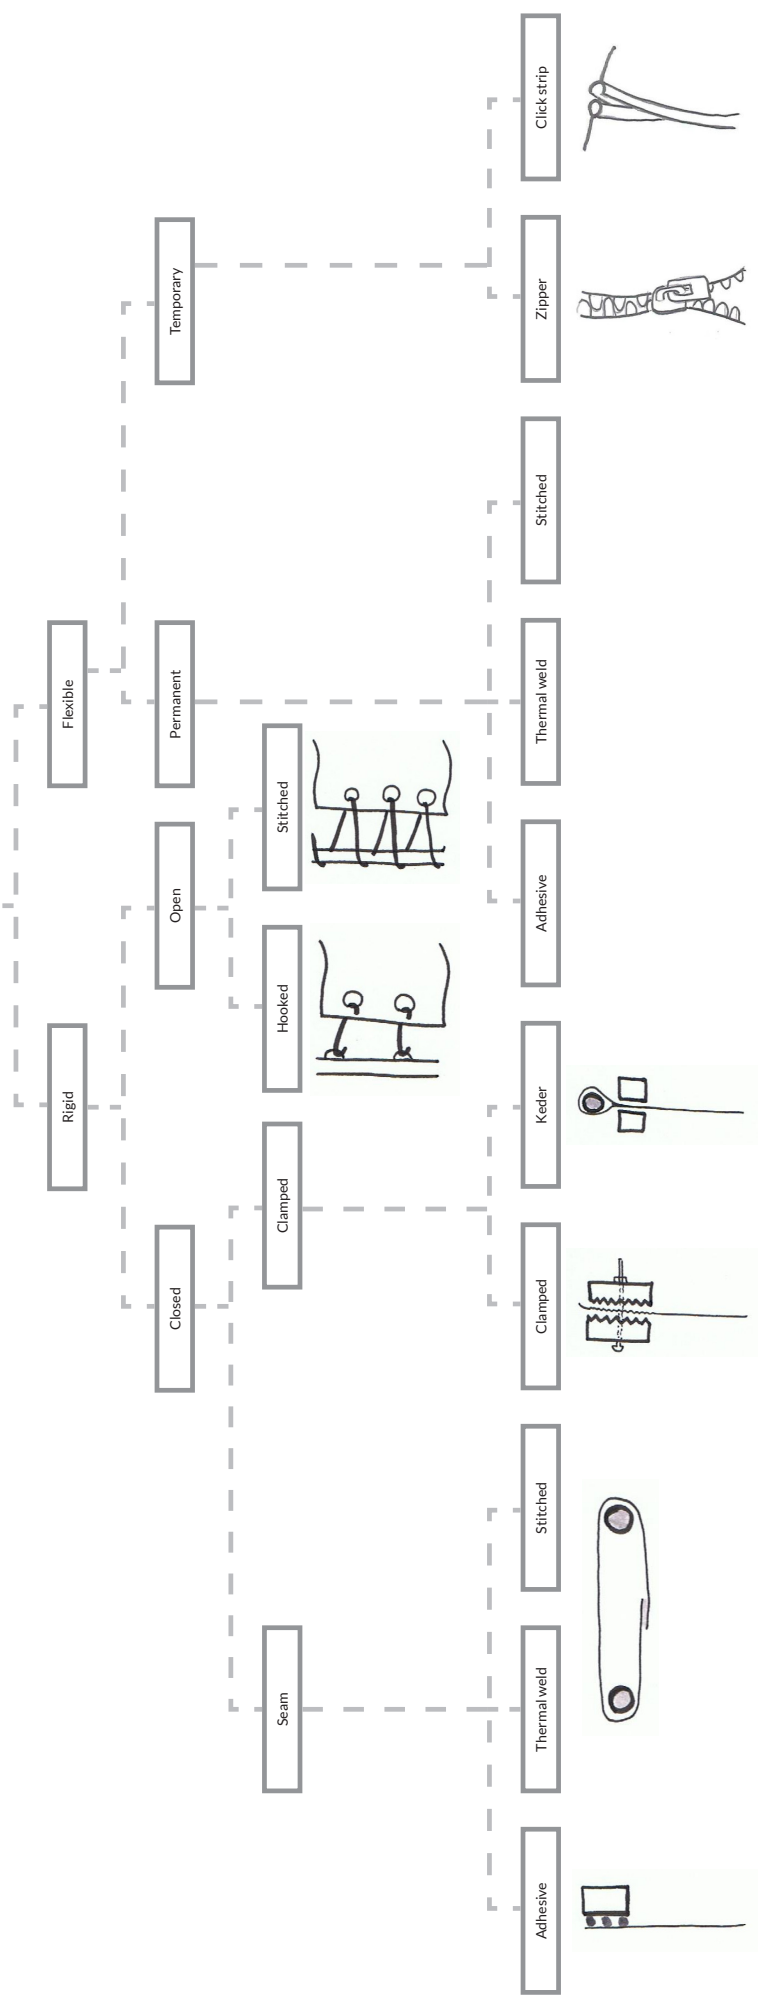 Rigid
Flexible
Closed
Open
Permanent
Temporary
Seam
Clamped
Hooked
Stitched
Adhesive
Thermal weld
Stitched
Clamped
Keder
Adhesive
Thermal weld
Stitched
Zipper
Click strip